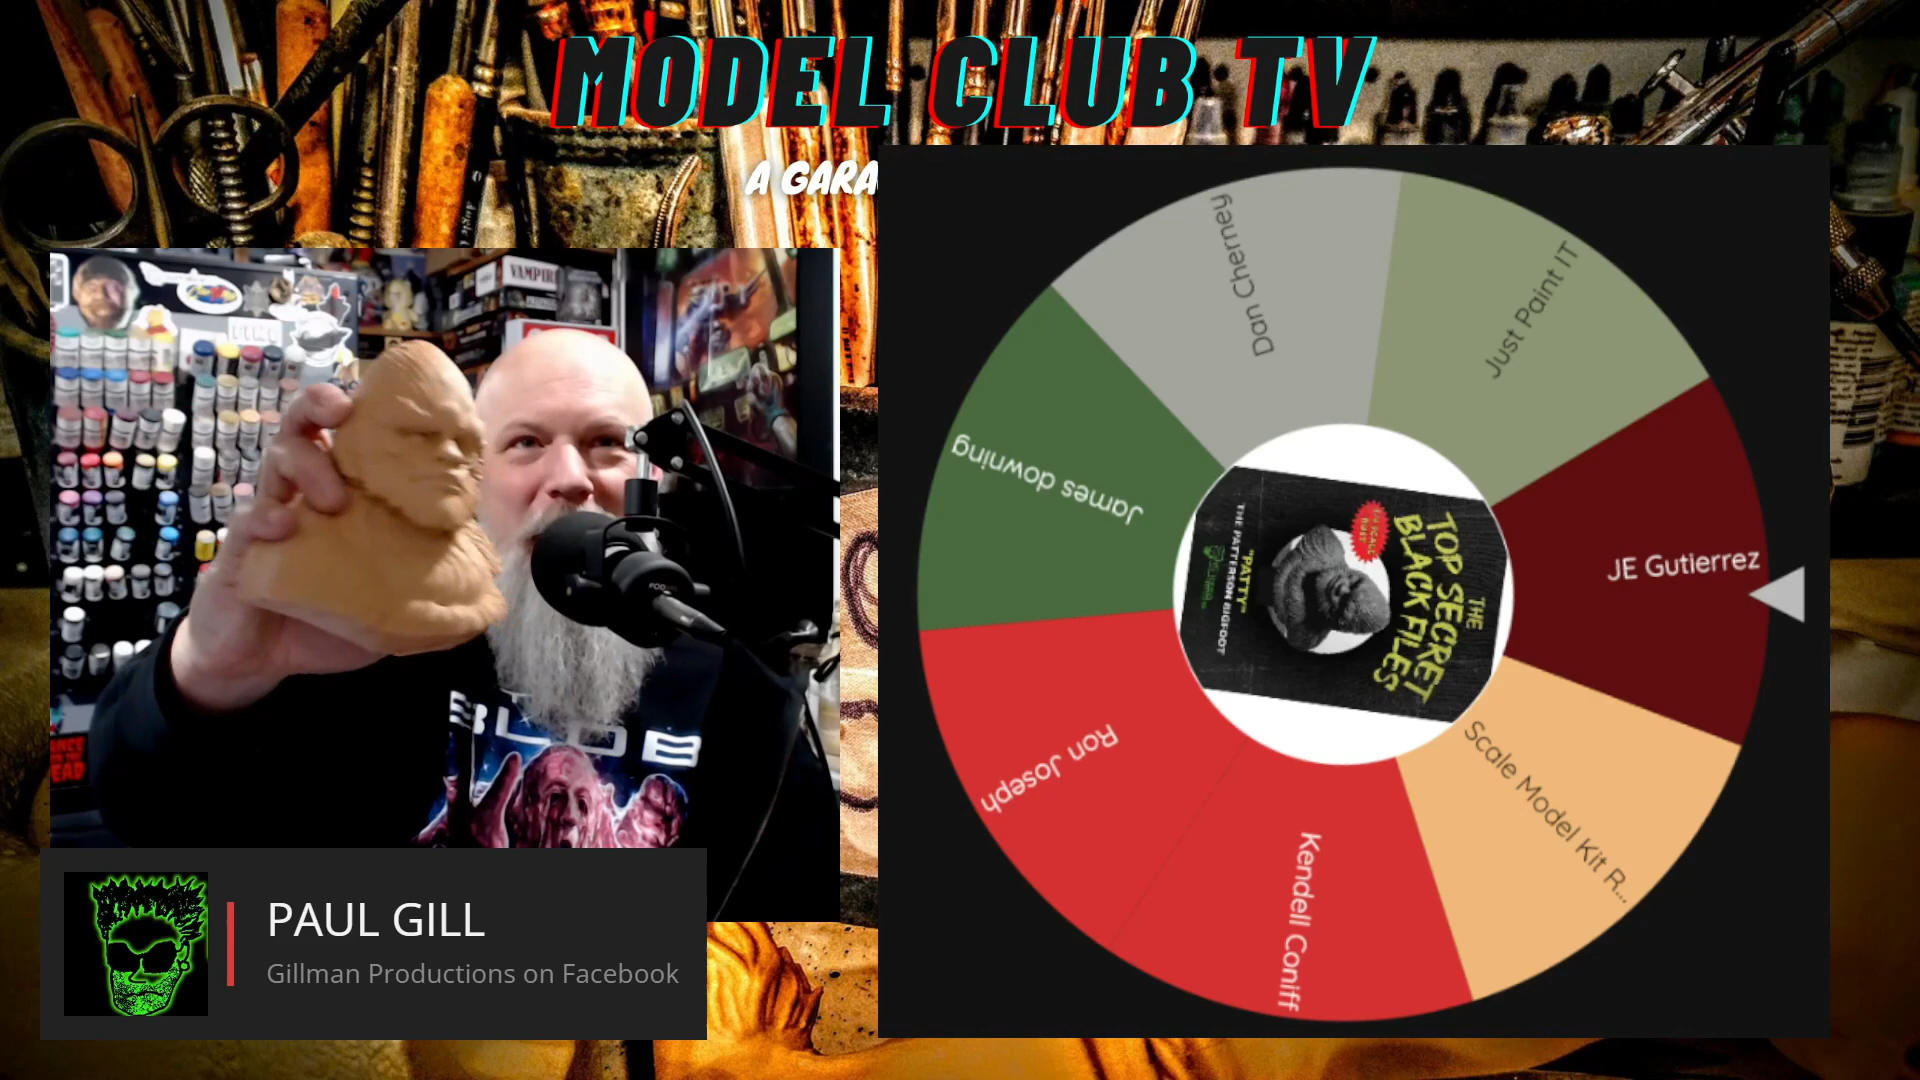 MODEL CLUB TV
A GARA
VAMPIR
BLOB
PAUL GILL
Gillman Productions on Facebook
Dan Cherney
Just Paint IT
JE Gutierrez
Scale Model Kit R...
Kendell Coniff
Ron Joseph
James downing
THE
TOP SECRET
BLACK FILES
"PATTY"
THE PATTERSON BIGFOOT